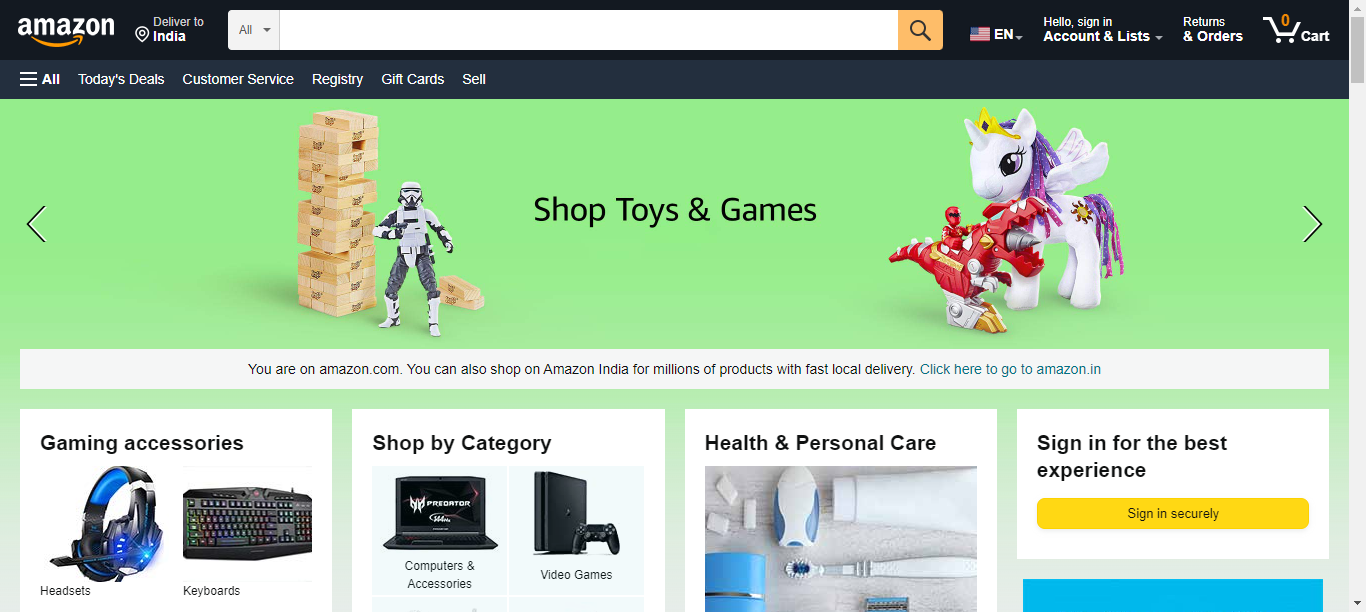 amazon
Deliver to
India
All
EN
Hello, sign in
Account & Lists
Returns
& Orders
0
Cart
All
Today's Deals
Customer Service
Registry
Gift Cards
Sell
Shop Toys & Games
You are on amazon.com. You can also shop on Amazon India for millions of products with fast local delivery. Click here to go to amazon.in
Gaming accessories
Headsets
Keyboards
Shop by Category
PREDATOR
Computers &
Accessories
Video Games
Health & Personal Care
Sign in for the best
experience
Sign in securely